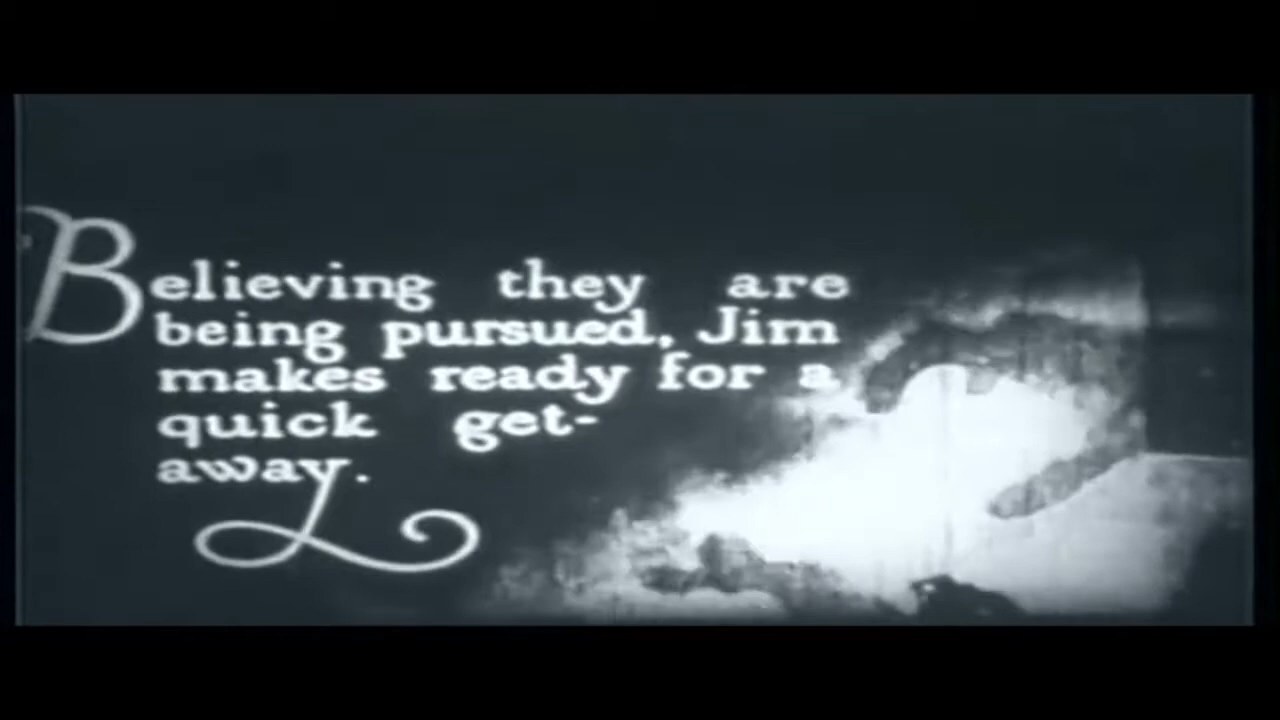 Believing they are
being pursued, Jim
makes ready for a
quick get-
away.